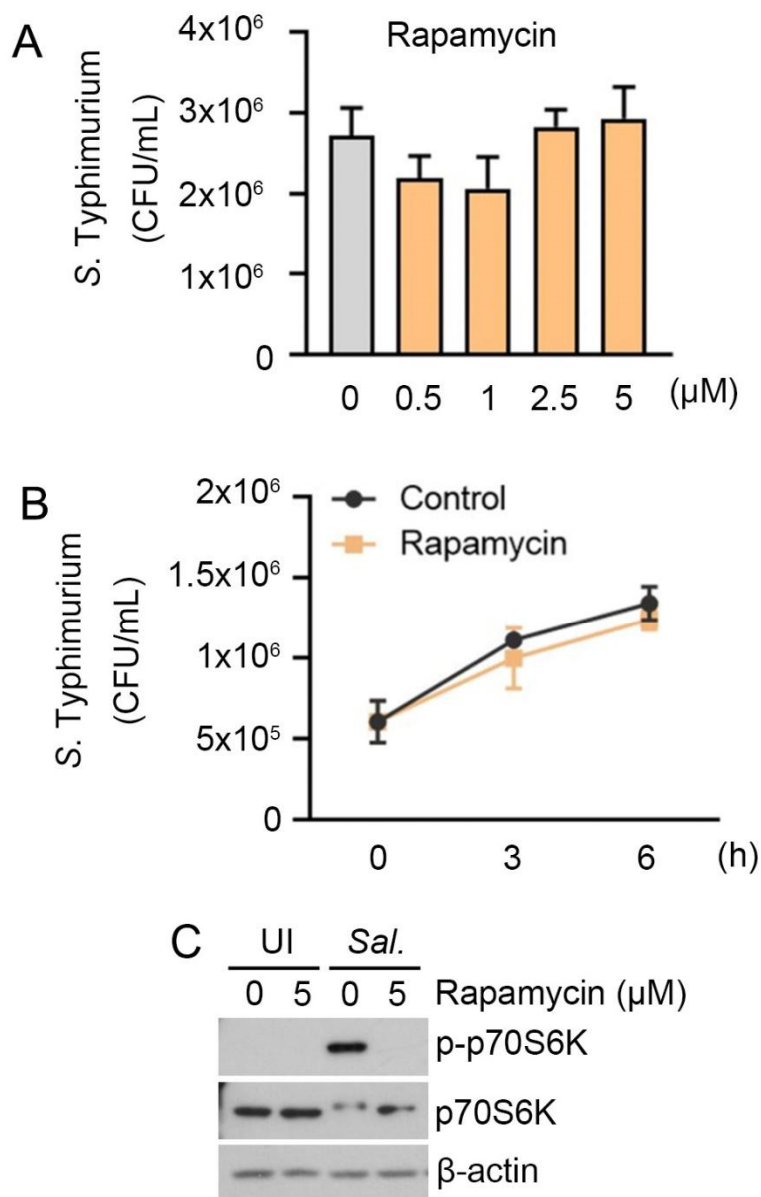 A
Rapamycin
S. Typhimurium
(CFU/mL)
4x10⁶
3x10⁶
2x10⁶
1x10⁶
0
0 0.5 1 2.5 5 (µM)
B
S. Typhimurium
(CFU/mL)
2x10⁶
1.5x10⁶
1x10⁶
5x10⁵
0
Control
Rapamycin
0 3 6 (h)
C
UI Sal.
0 5 0 5 Rapamycin (µM)
p-p70S6K
p70S6K
β-actin